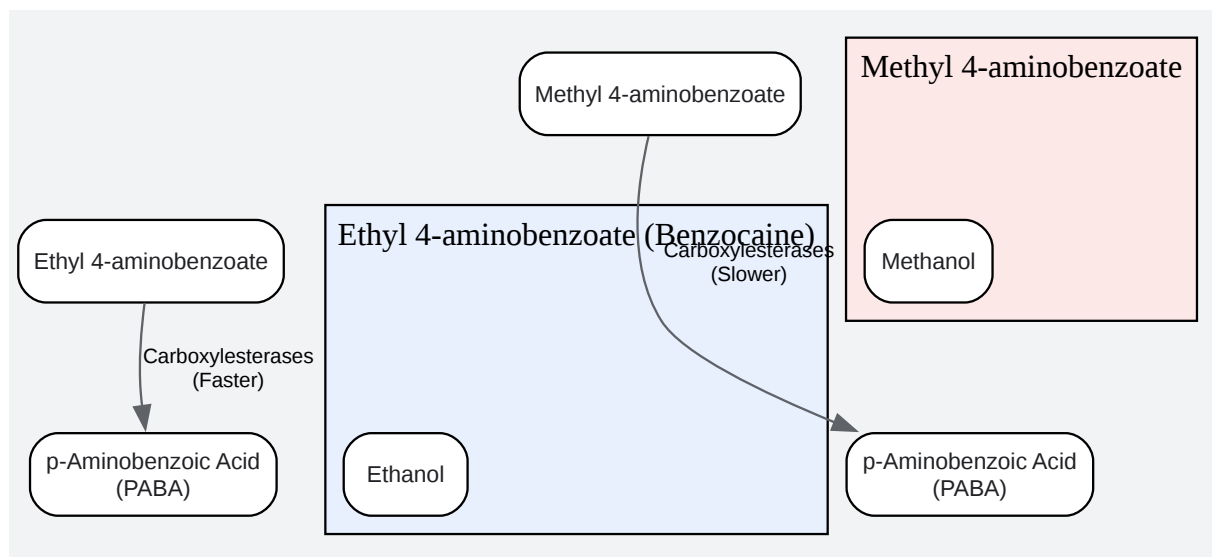 Methyl 4-aminobenzoate
Methyl 4-aminobenzoate
Ethyl 4-aminobenzoate
Ethyl 4-aminobenzoate (Benzocaine)
Carboxylesterases
(Slower)
Methanol
Carboxylesterases
(Faster)
p-Aminobenzoic Acid
(PABA)
Ethanol
p-Aminobenzoic Acid
(PABA)